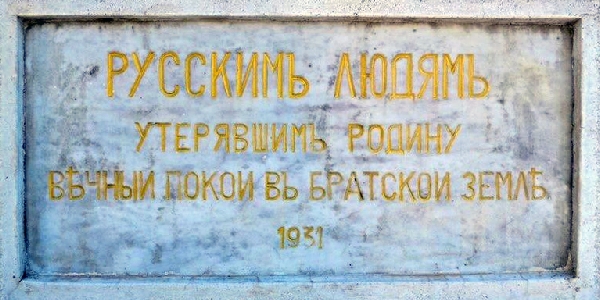 РУССКИМЪ ЛЮДЯМЪ
УТЕРЯВШИМЪ РОДИНУ
ВѢЧНЫЙ ПОКОЙ ВЪ БРАТСКОЙ ЗЕМЛѢ.
1931